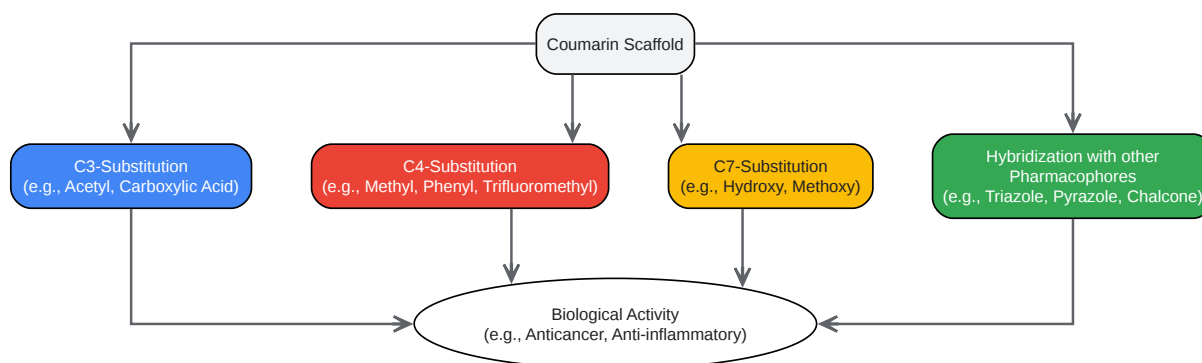 Coumarin Scaffold
C3-Substitution
(e.g., Acetyl, Carboxylic Acid)
C4-Substitution
(e.g., Methyl, Phenyl, Trifluoromethyl)
C7-Substitution
(e.g., Hydroxy, Methoxy)
Hybridization with other
Pharmacophores
(e.g., Triazole, Pyrazole, Chalcone)
Biological Activity
(e.g., Anticancer, Anti-inflammatory)